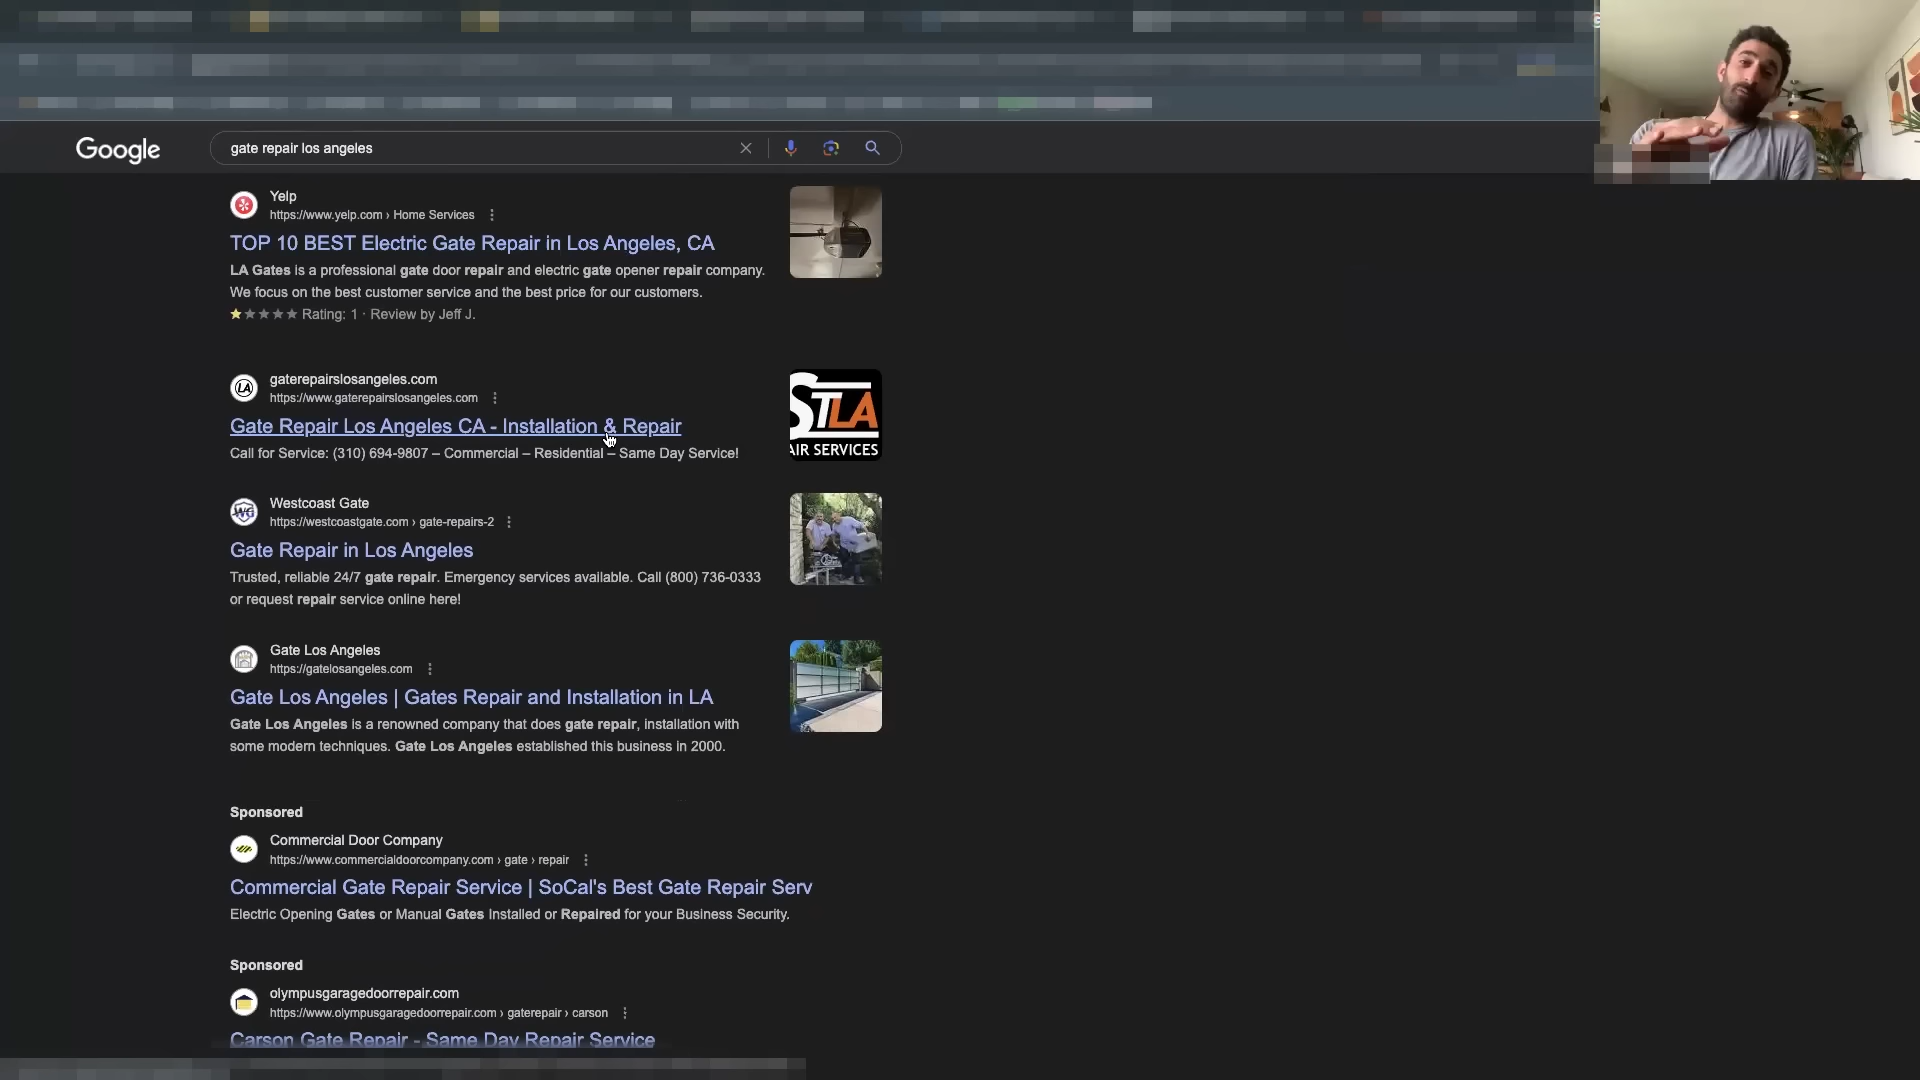 Google
gate repair los angeles
Yelp
https://www.yelp.com › Home Services
TOP 10 BEST Electric Gate Repair in Los Angeles, CA
LA Gates is a professional gate door repair and electric gate opener repair company.
We focus on the best customer service and the best price for our customers.
Rating: 1 · Review by Jeff J.
LA
gaterepairslosangeles.com
https://www.gaterepairslosangeles.com
Gate Repair Los Angeles CA - Installation & Repair
Call for Service: (310) 694-9807 – Commercial – Residential – Same Day Service!
STLA
AIR SERVICES
WG
Westcoast Gate
https://westcoastgate.com › gate-repairs-2
Gate Repair in Los Angeles
Trusted, reliable 24/7 gate repair. Emergency services available. Call (800) 736-0333
or request repair service online here!
Gate Los Angeles
https://gatelosangeles.com
Gate Los Angeles | Gates Repair and Installation in LA
Gate Los Angeles is a renowned company that does gate repair, installation with
some modern techniques. Gate Los Angeles established this business in 2000.
Sponsored
Commercial Door Company
https://www.commercialdoorcompany.com › gate › repair
Commercial Gate Repair Service | SoCal's Best Gate Repair Serv
Electric Opening Gates or Manual Gates Installed or Repaired for your Business Security.
Sponsored
olympusgaragedoorrepair.com
https://www.olympusgaragedoorrepair.com › gaterepair › carson
Carson Gate Repair - Same Day Repair Service